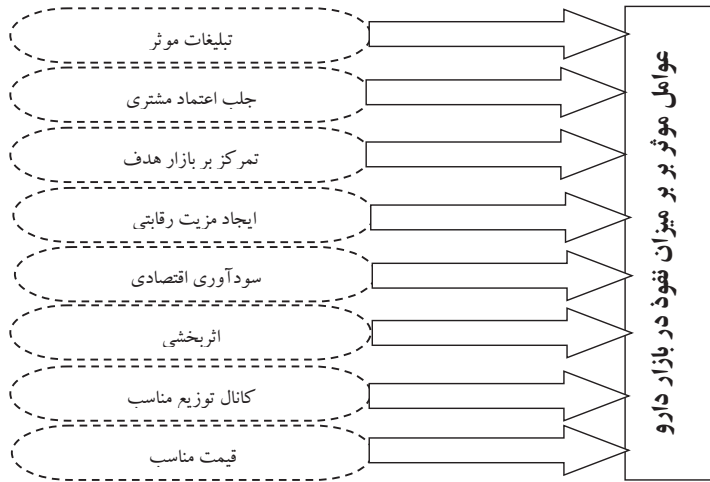 تبلیغات موثر
جلب اعتماد مشتری
تمرکز بر بازار هدف
ایجاد مزیت رقابتی
سودآوری اقتصادی
اثربخشی
کانال توزیع مناسب
قیمت مناسب
عوامل موثر بر بر میزان نفوذ در بازار دارو